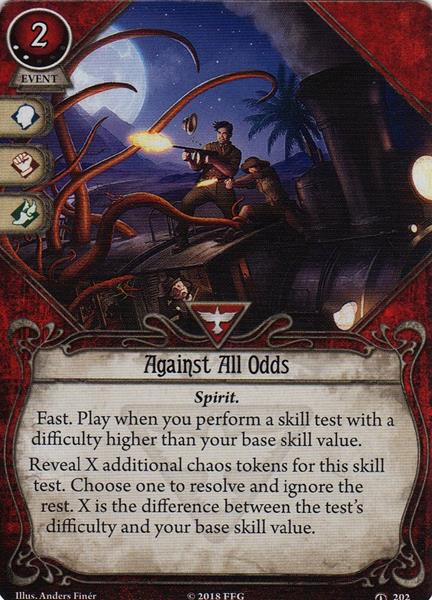 2
EVENT
Against All Odds
Spirit.
Fast. Play when you perform a skill test with a
difficulty higher than your base skill value.
Reveal X additional chaos tokens for this skill
test. Choose one to resolve and ignore the
rest. X is the difference between the test's
difficulty and your base skill value.
Illus. Anders Finér
© 2018 FFG
202